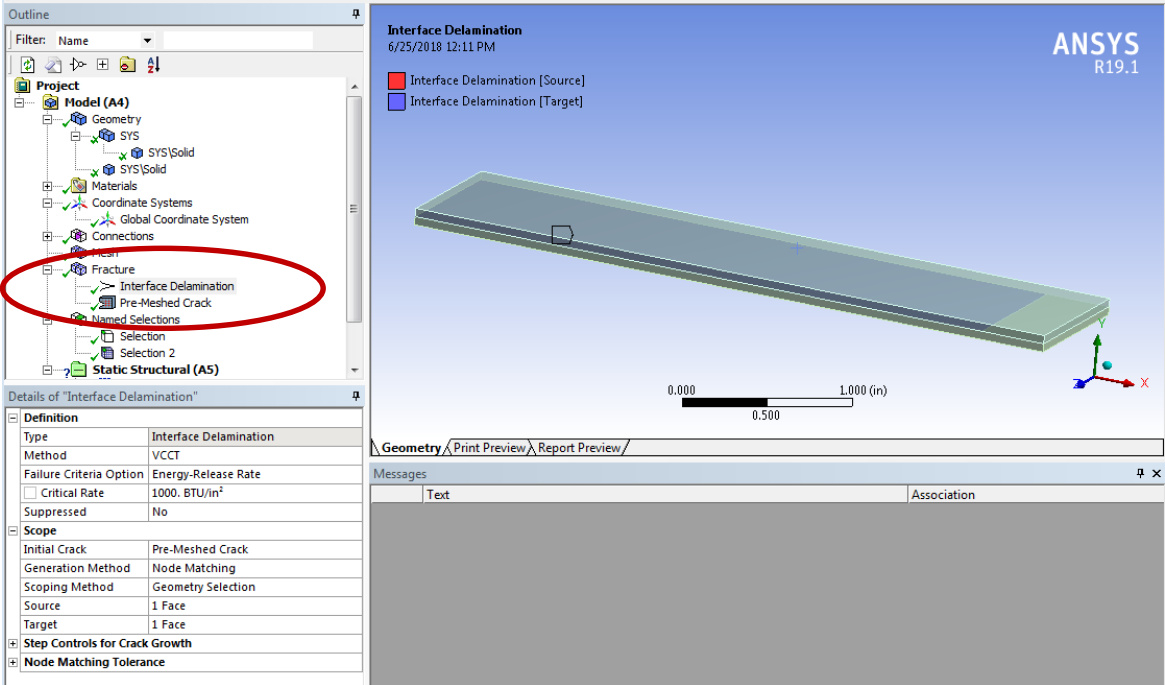 Outline
Filter: Name
Project
Model (A4)
Geometry
SYS
SYS\Solid
SYS\Solid
Materials
Coordinate Systems
Global Coordinate System
Connections
Mesh
Fracture
Interface Delamination
Pre-Meshed Crack
Named Selections
Selection
Selection 2
Static Structural (A5)
Details of "Interface Delamination"
Definition
Type Interface Delamination
Method VCCT
Failure Criteria Option Energy-Release Rate
Critical Rate 1000. BTU/in²
Suppressed No
Scope
Initial Crack Pre-Meshed Crack
Generation Method Node Matching
Scoping Method Geometry Selection
Source 1 Face
Target 1 Face
Step Controls for Crack Growth
Node Matching Tolerance
Interface Delamination
6/25/2018 12:11 PM
Interface Delamination [Source]
Interface Delamination [Target]
ANSYS
R19.1
Y
X
Z
0.000 1.000 (in)
0.500
Geometry Print Preview Report Preview
Messages
Text Association